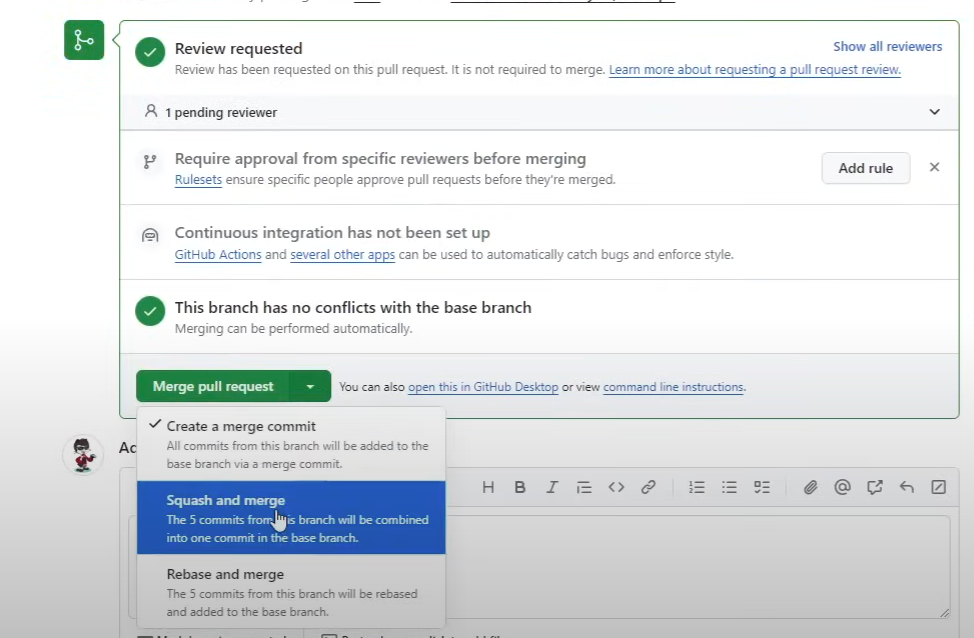 Review requested
Show all reviewers
Review has been requested on this pull request. It is not required to merge. Learn more about requesting a pull request review.
1 pending reviewer
Require approval from specific reviewers before merging
Rulesets ensure specific people approve pull requests before they're merged.
Add rule
Continuous integration has not been set up
GitHub Actions and several other apps can be used to automatically catch bugs and enforce style.
This branch has no conflicts with the base branch
Merging can be performed automatically.
Merge pull request
You can also open this in GitHub Desktop or view command line instructions.
Create a merge commit
All commits from this branch will be added to the
base branch via a merge commit.
Squash and merge
The 5 commits from this branch will be combined
into one commit in the base branch.
Rebase and merge
The 5 commits from this branch will be rebased
and added to the base branch.